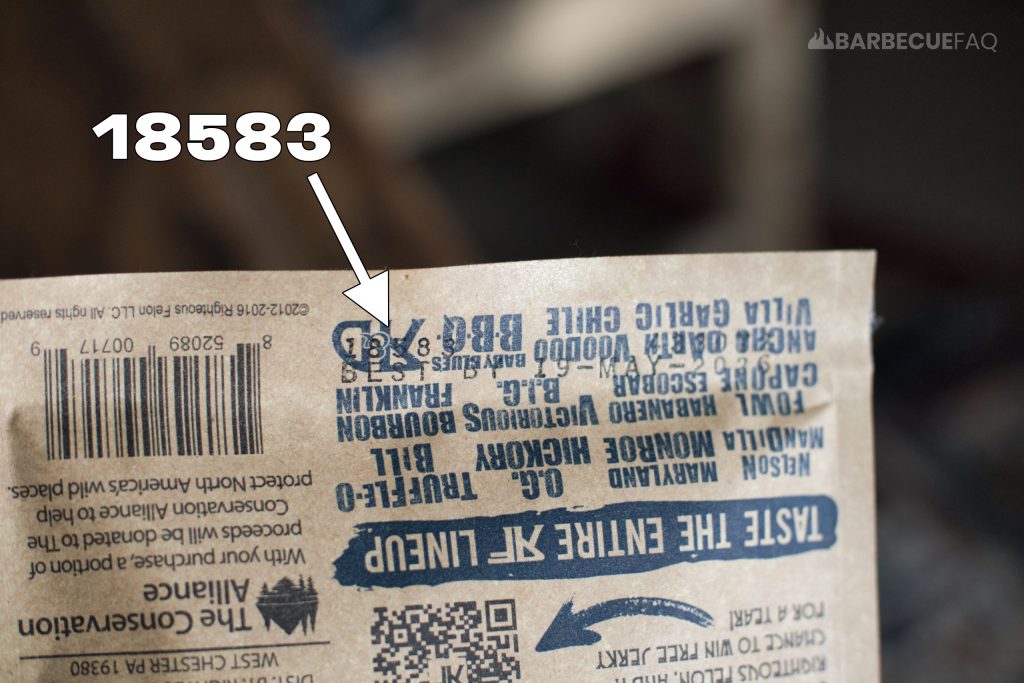 BARBECUEFAQ
18583
18583
BEST BY 19-MAY-2026
RIGHTEOUS FELON, AND A
CHANCE TO WIN FREE JERKY
FOR A YEAR!
TASTE THE ENTIRE RF LINEUP
NELSON MARYLAND O.G. TRUFFLE-O
MANDILLA MONROE HICKORY BILL
FOWL HABANERO VICTORIOUS BOURBON
CAPONE ESCOBAR B.I.G. FRANKLIN
ANCHO DARTH VOODOO BABY BLUES
VILLA GARLIC CHILE B·B·Q
WEST CHESTER PA 19380
The Conservation
Alliance
With your purchase, a portion of
proceeds will be donated to The
Conservation Alliance to help
protect North America's wild places.
8 52089 00717 9
©2012-2016 Righteous Felon LLC. All rights reserved